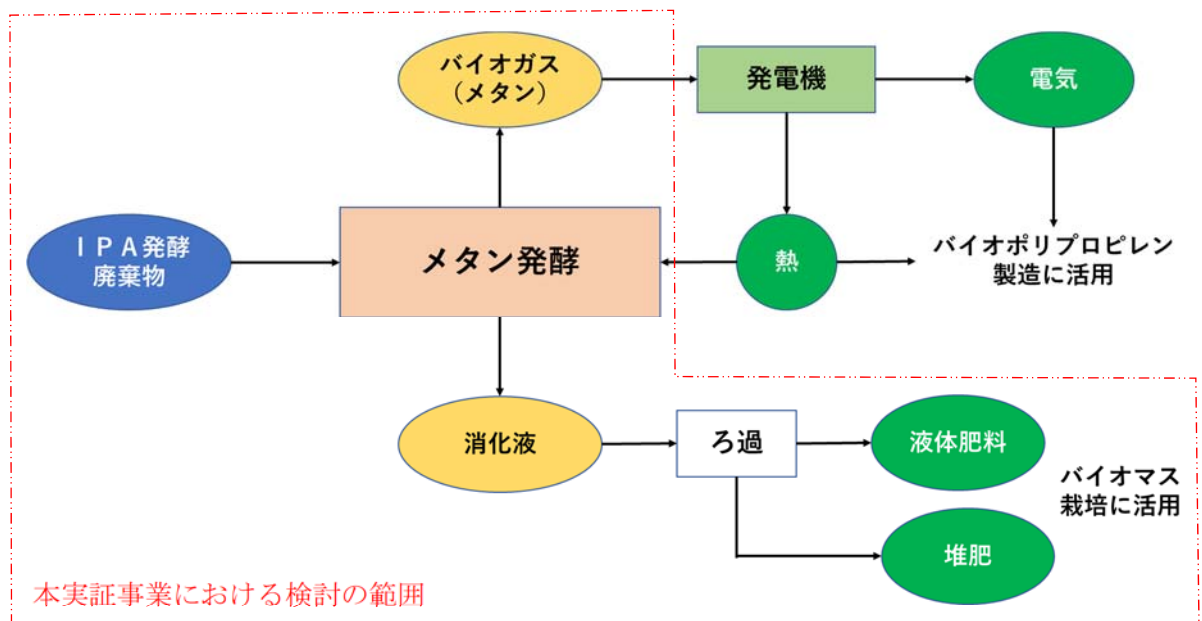 バイオガス
（メタン）
発電機
電気
ＩＰＡ発酵
廃棄物
メタン発酵
熱
バイオポリプロピレン
製造に活用
消化液
ろ過
液体肥料
バイオマス
栽培に活用
堆肥
本実証事業における検討の範囲